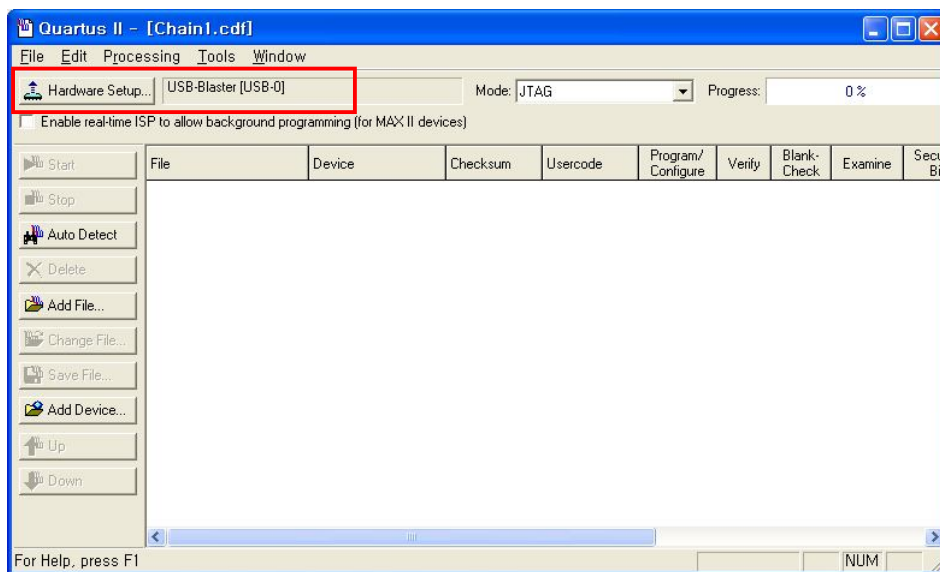 Quartus II - [Chain1.cdf]
File Edit Processing Tools Window
Hardware Setup... USB-Blaster [USB-0] Mode: JTAG Progress: 0 %
Enable real-time ISP to allow background programming (for MAX II devices)
File Device Checksum Usercode Program/ Configure Verify Blank- Check Examine
Start
Stop
Auto Detect
Delete
Add File...
Change File...
Save File...
Add Device...
Up
Down
For Help, press F1 NUM